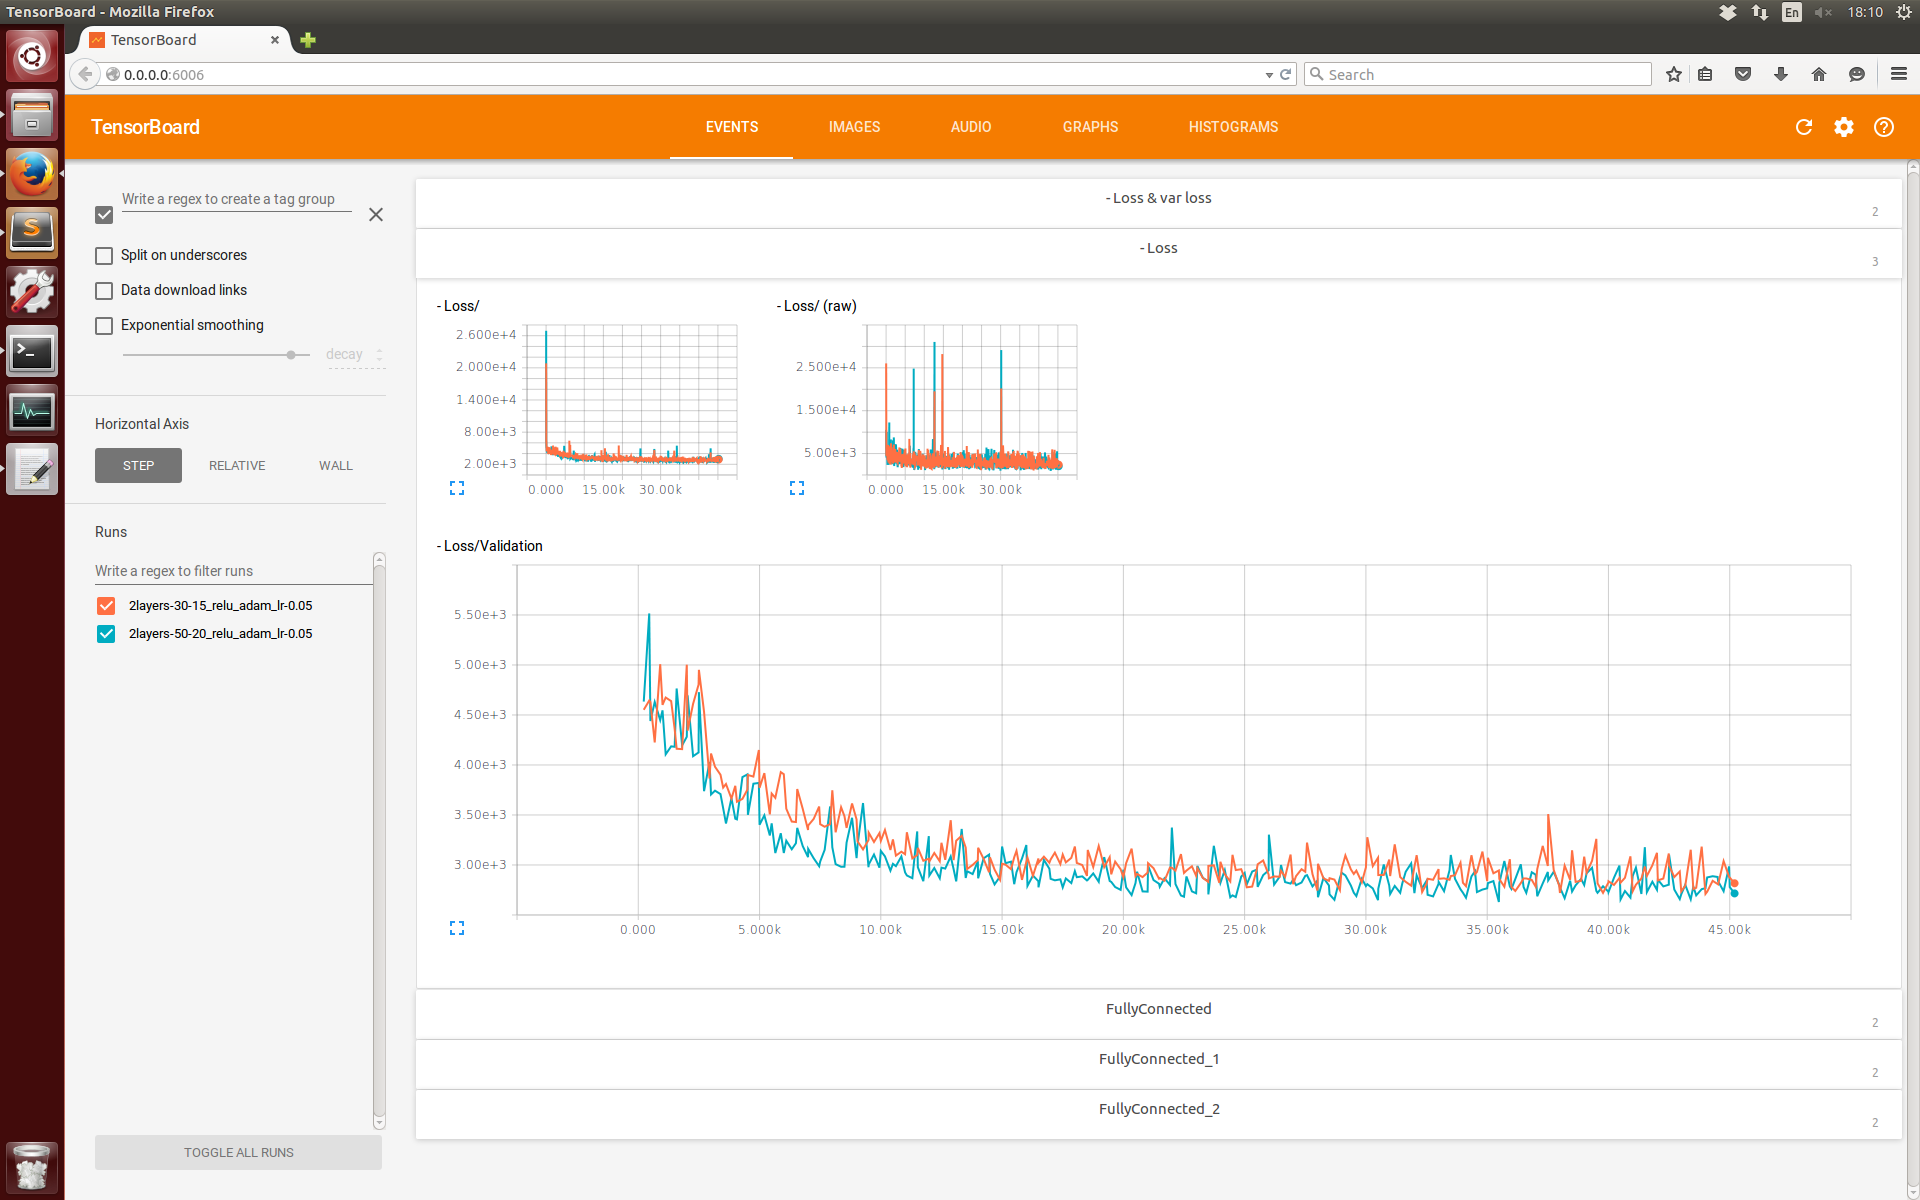 TensorBoard - Mozilla Firefox
En
18:10
TensorBoard
0.0.0.0:6006
Search
TensorBoard
EVENTS
IMAGES
AUDIO
GRAPHS
HISTOGRAMS
Write a regex to create a tag group
Split on underscores
Data download links
Exponential smoothing
decay
Horizontal Axis
STEP
RELATIVE
WALL
Runs
Write a regex to filter runs
2layers-30-15_relu_adam_lr-0.05
2layers-50-20_relu_adam_lr-0.05
TOGGLE ALL RUNS
- Loss & var loss
2
- Loss
3
- Loss/
2.600e+4
2.000e+4
1.400e+4
8.00e+3
2.00e+3
0.000 15.00k 30.00k
- Loss/ (raw)
2.500e+4
1.500e+4
5.00e+3
0.000 15.00k 30.00k
- Loss/Validation
5.50e+3
5.00e+3
4.50e+3
4.00e+3
3.50e+3
3.00e+3
0.000 5.000k 10.00k 15.00k 20.00k 25.00k 30.00k 35.00k 40.00k 45.00k
FullyConnected
2
FullyConnected_1
2
FullyConnected_2
2